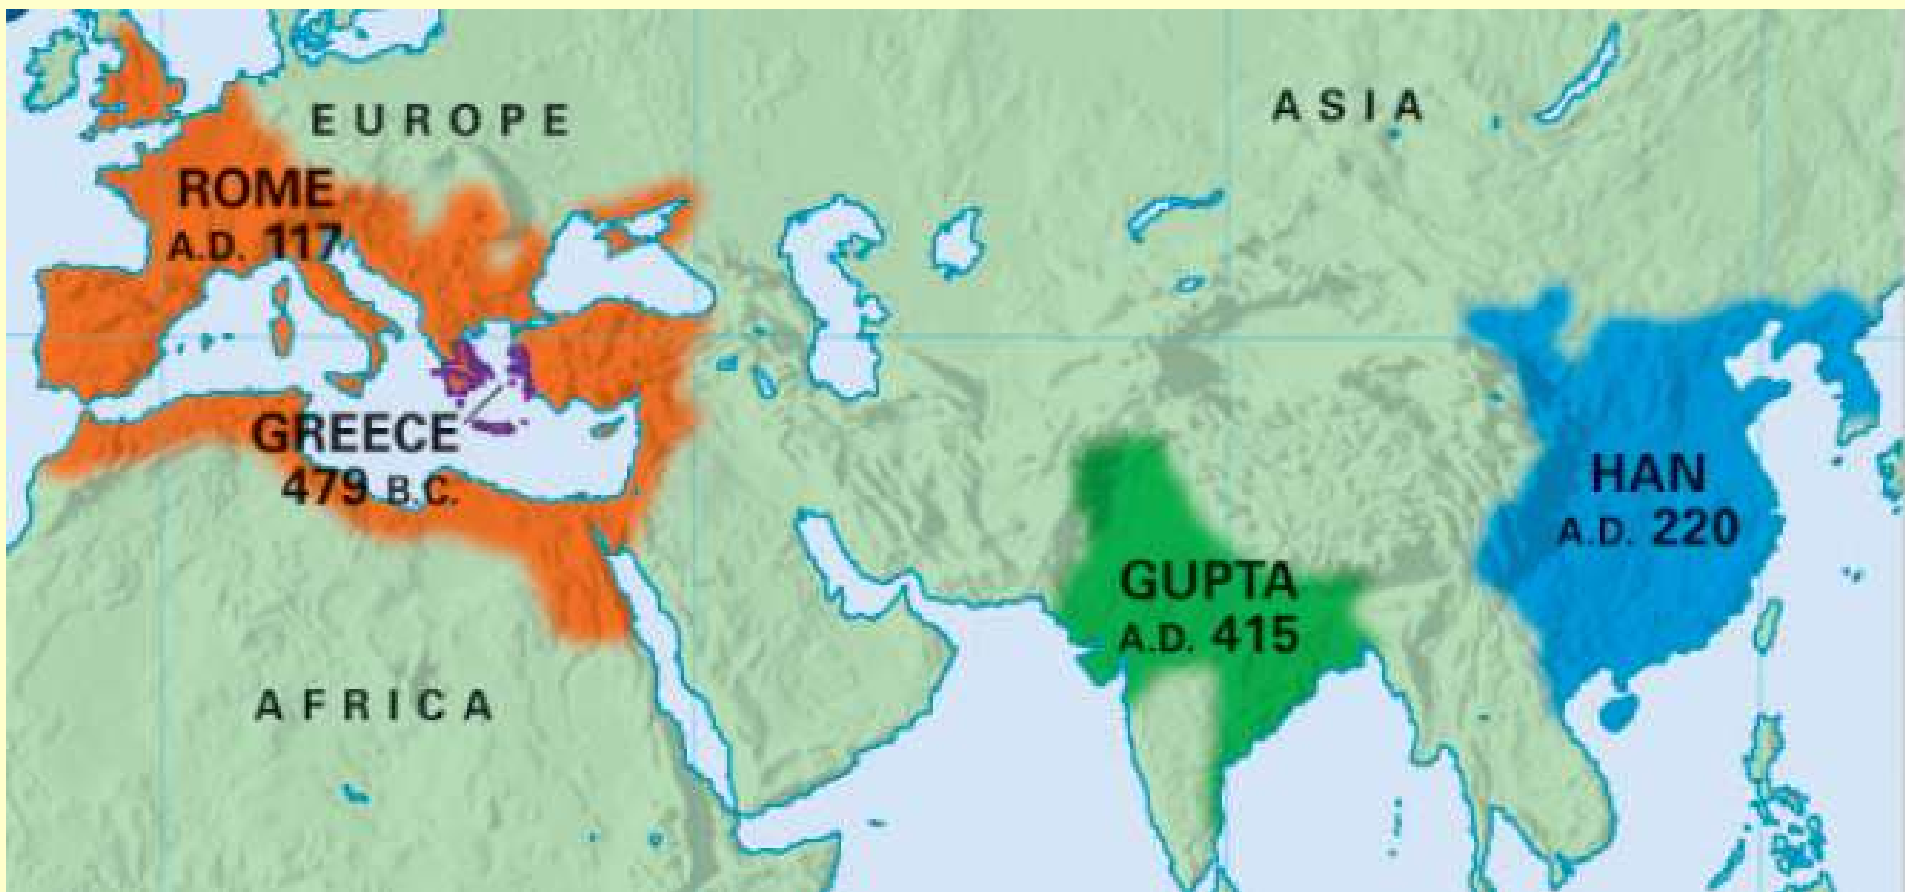 EUROPE
ASIA
ROME
A.D. 117
GREECE
479 B.C.
HAN
A.D. 220
GUPTA
A.D. 415
AFRICA